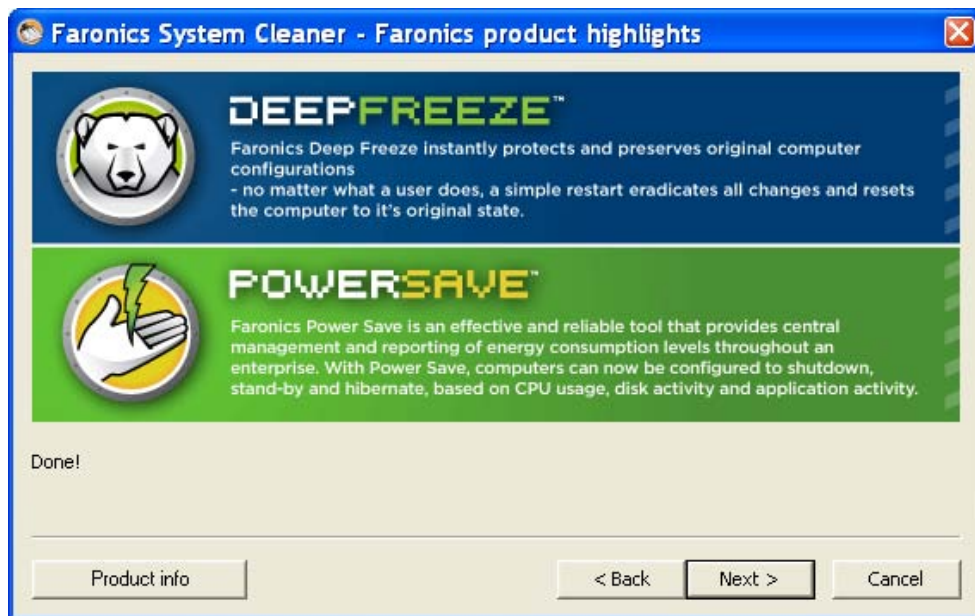 Faronics System Cleaner - Faronics product highlights
DEEPFREEZE™
Faronics Deep Freeze instantly protects and preserves original computer
configurations
- no matter what a user does, a simple restart eradicates all changes and resets
the computer to it's original state.
POWERSAVE™
Faronics Power Save is an effective and reliable tool that provides central
management and reporting of energy consumption levels throughout an
enterprise. With Power Save, computers can now be configured to shutdown,
stand-by and hibernate, based on CPU usage, disk activity and application activity.
Done!
Product info
< Back
Next >
Cancel